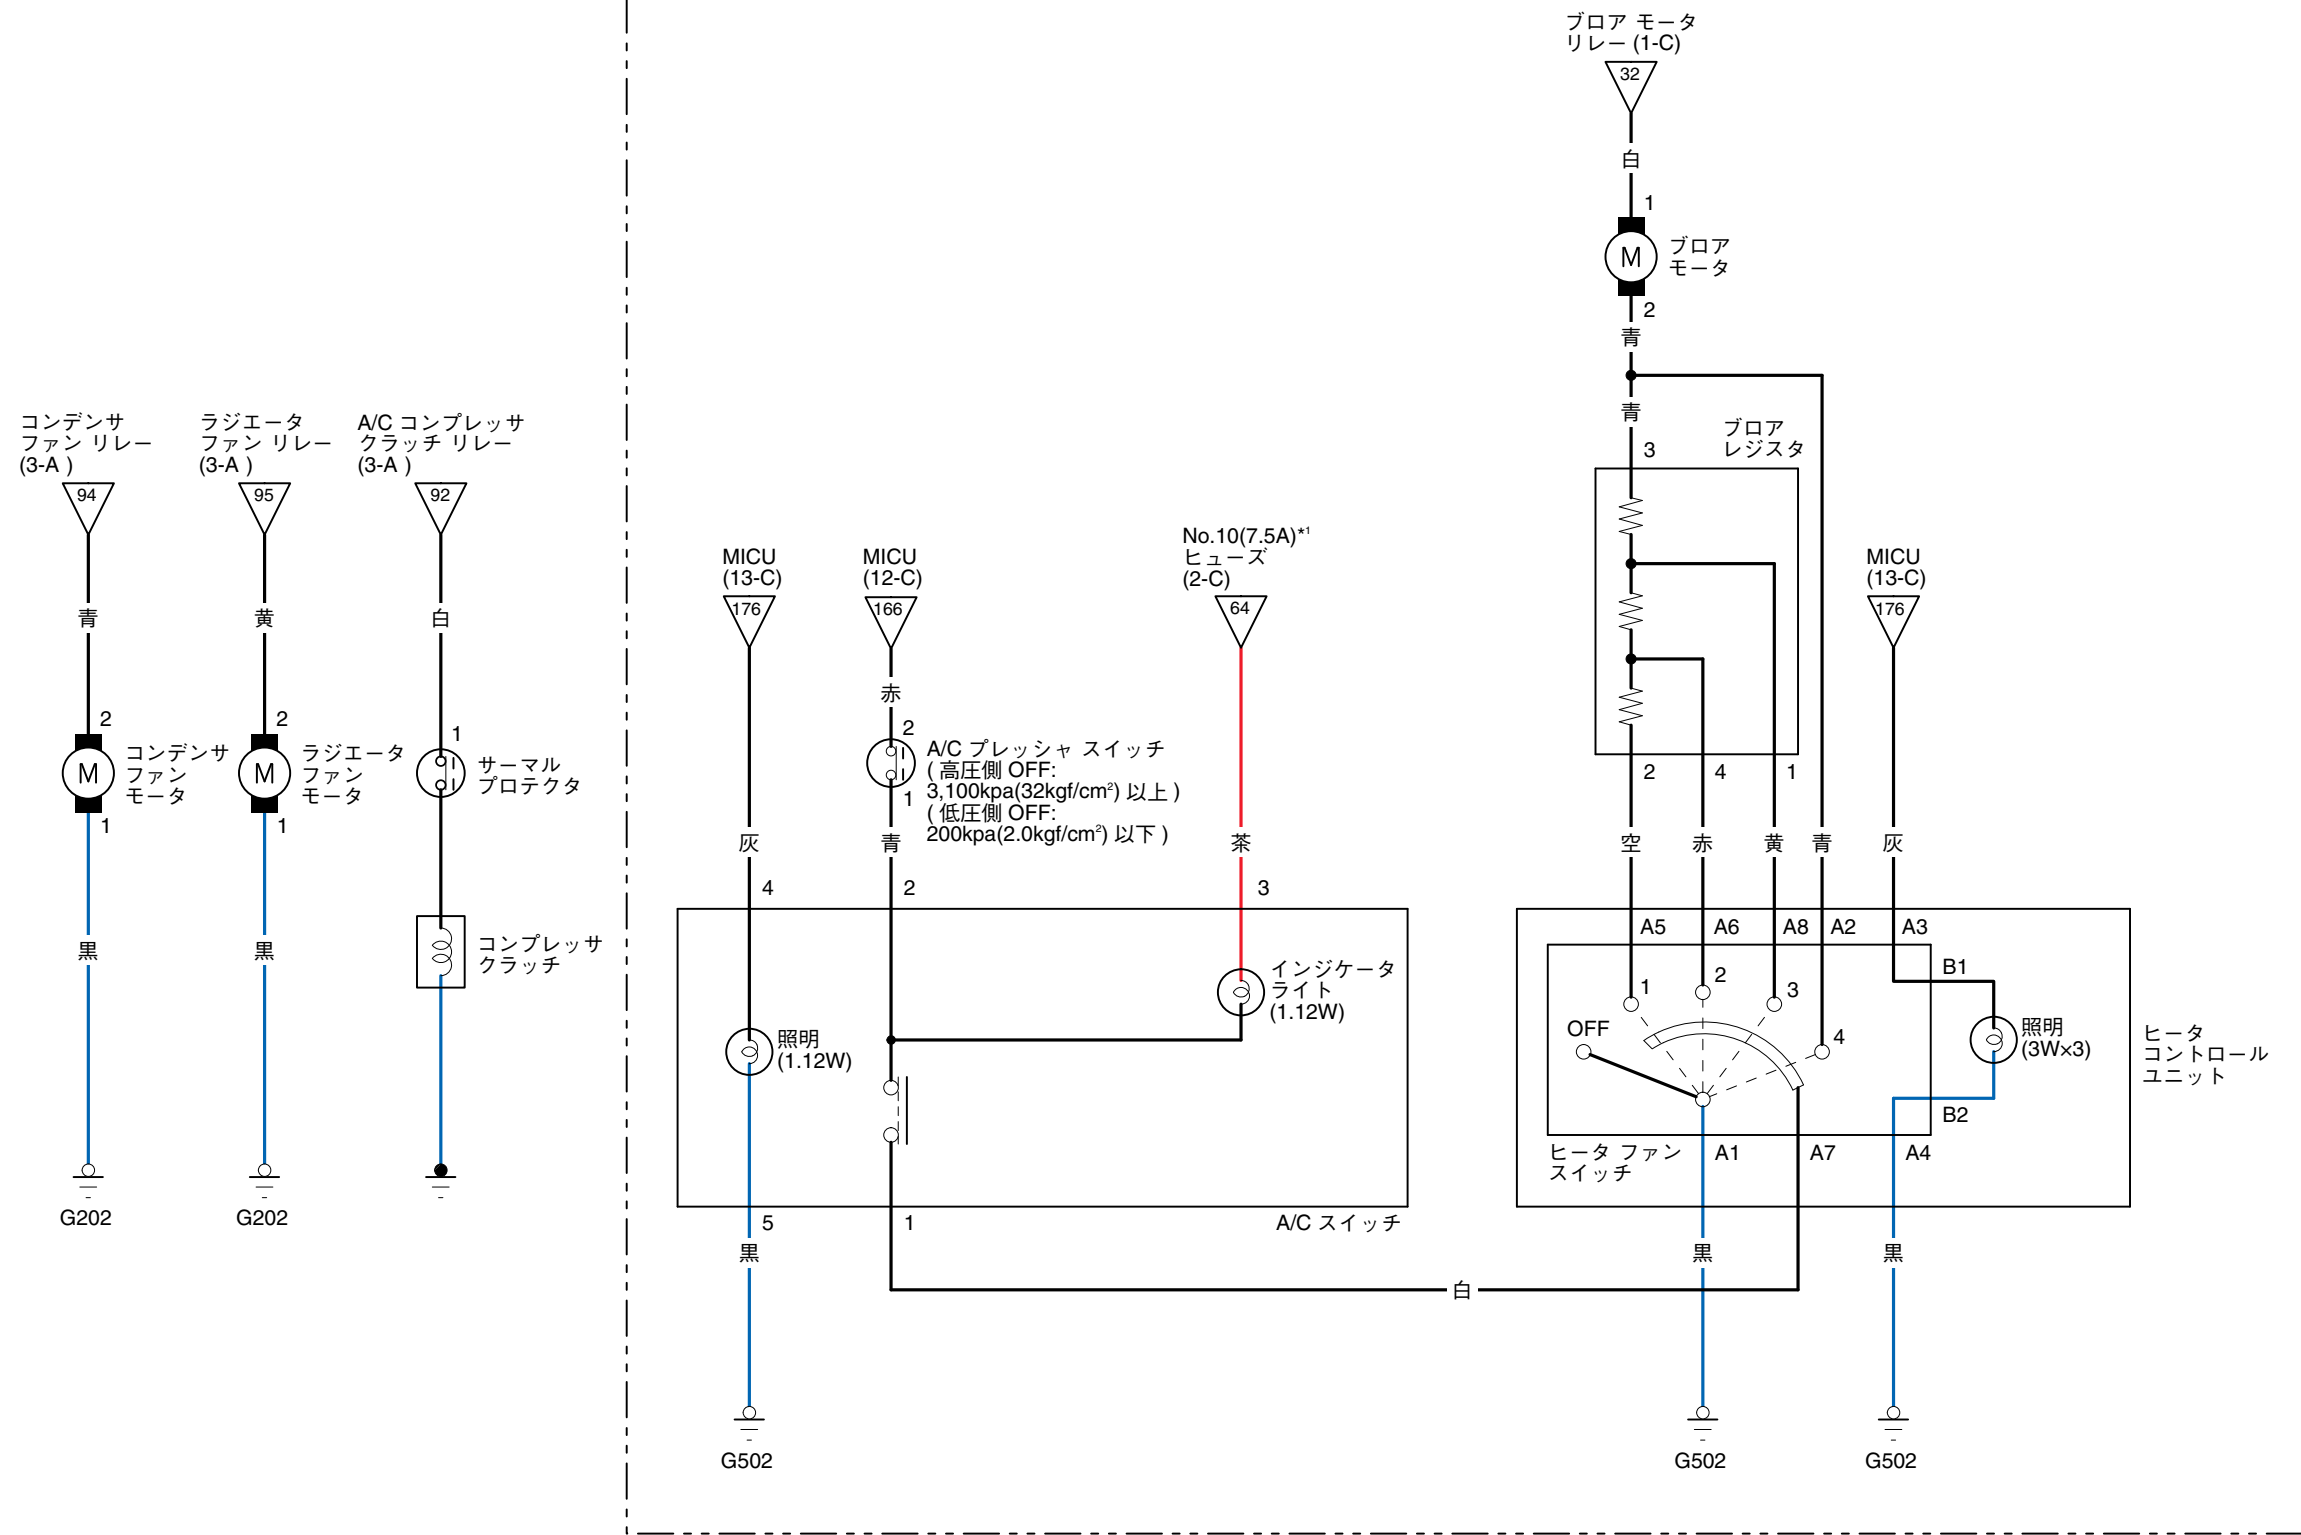 ブロア モータ
リレー (1-C)
32
白
1
M
ブロア
モータ
2
青
青
コンデンサ
ファン リレー
(3-A )
94
ラジエータ
ファン リレー
(3-A )
95
A/C コンプレッサ
クラッチ リレー
(3-A )
92
ブロア
レジスタ
3
MICU
(13-C)
176
MICU
(12-C)
166
No.10(7.5A)*1
ヒューズ
(2-C)
64
MICU
(13-C)
176
青
黄
白
赤
2
M
コンデンサ
ファン
モータ
1
2
M
ラジエータ
ファン
モータ
1
1
サーマル
プロテクタ
2
1
A/C プレッシャ スイッチ
( 高圧側 OFF:
3,100kpa(32kgf/cm²) 以上 )
( 低圧側 OFF:
200kpa(2.0kgf/cm²) 以下 )
2
4
1
灰
青
茶
空
赤
黄
青
灰
4
2
3
黒
黒
コンプレッサ
クラッチ
A5
A6
A8
A2
A3
インジケータ
ライト
(1.12W)
照明
(1.12W)
1
2
3
4
OFF
B1
照明
(3W×3)
B2
ヒータ
コントロール
ユニット
ヒータ ファン
スイッチ
A1
A7
A4
G202
G202
5
1
A/C スイッチ
黒
黒
黒
白
G502
G502
G502